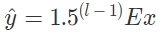 ŷ = 1.5^{(l − 1)}Ex